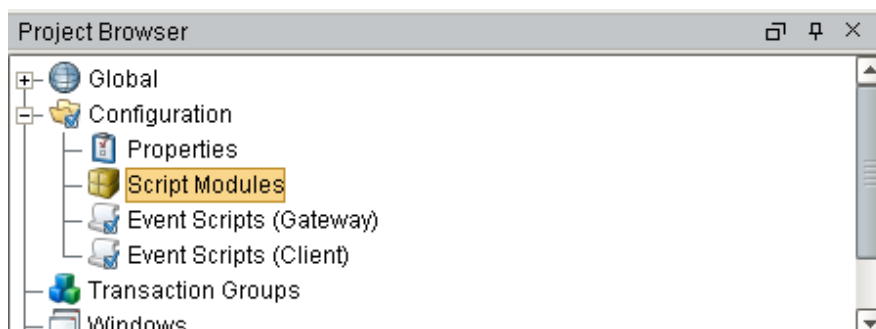 Project Browser
Global
Configuration
Properties
Script Modules
Event Scripts (Gateway)
Event Scripts (Client)
Transaction Groups
Windows